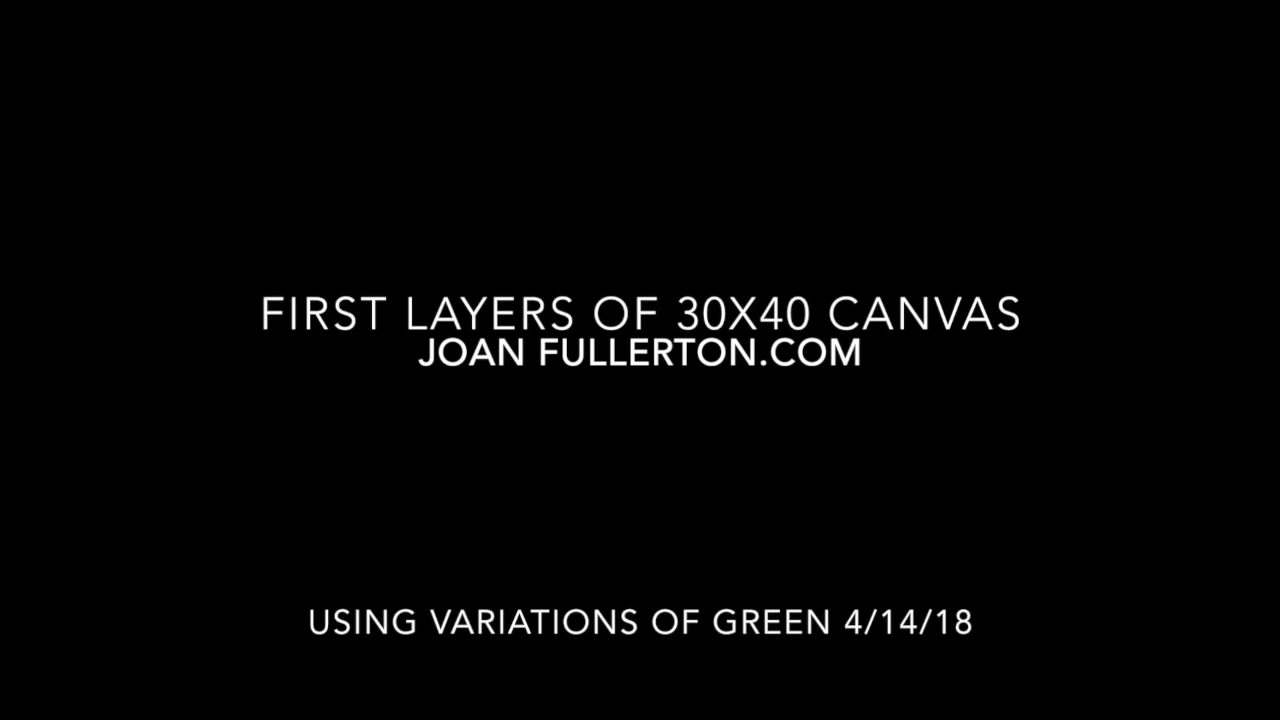 FIRST LAYERS OF 30X40 CANVAS
JOAN FULLERTON.COM
USING VARIATIONS OF GREEN 4/14/18